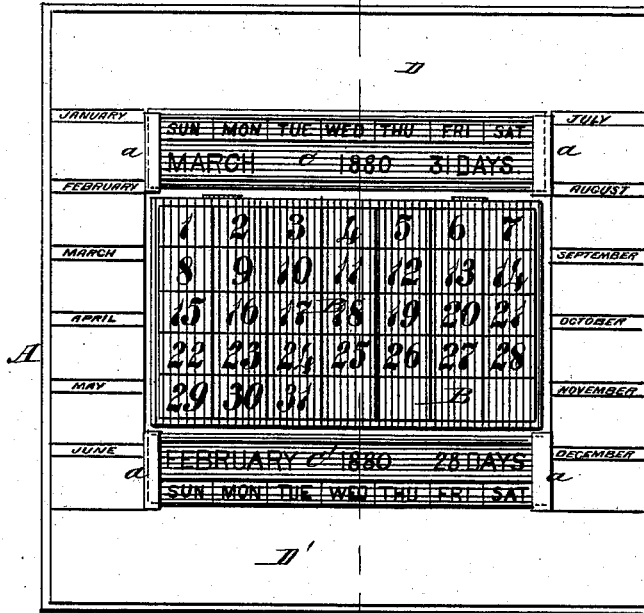 D
JANUARY JULY
SUN MON TUE WED THU FRI SAT
a a
MARCH c 1880 31 DAYS.
FEBRUARY AUGUST
1 2 3 4 5 6 7
MARCH SEPTEMBER
8 9 10 11 12 13 14
15 16 17 B 18 19 20 21
APRIL OCTOBER
A
22 23 24 25 26 27 28
MAY NOVEMBER
29 30 31 B
JUNE DECEMBER
FEBRUARY c' 1880 28 DAYS
a a
SUN MON TUE WED THU FRI SAT
D'